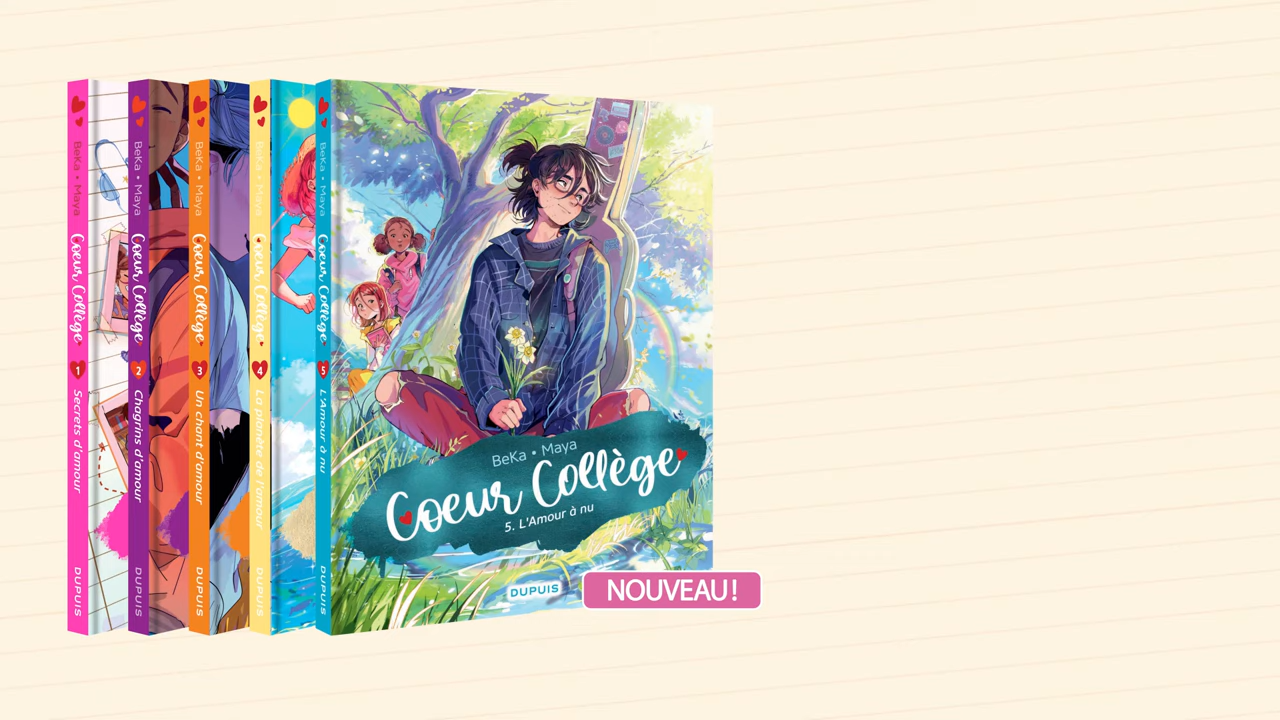 BeKa • Maya
Coeur Collège
1
Secrets d'amour
DUPUIS
BeKa • Maya
Coeur Collège
2
Chagrins d'amour
DUPUIS
BeKa • Maya
Coeur Collège
3
Un chant d'amour
DUPUIS
BeKa • Maya
Coeur Collège
4
La planète de l'amour
DUPUIS
BeKa • Maya
Coeur Collège
5
L'Amour à nu
DUPUIS
BeKa • Maya
Coeur Collège
5. L'Amour à nu
DUPUIS
NOUVEAU !